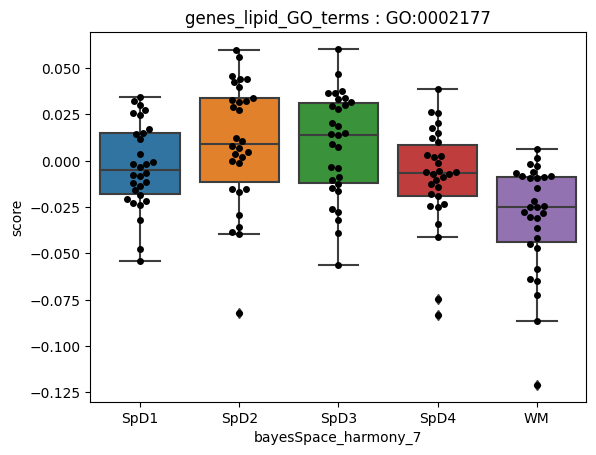 genes_lipid_GO_terms : GO:0002177
score
0.050
0.025
0.000
−0.025
−0.050
−0.075
−0.100
−0.125
SpD1 SpD2 SpD3 SpD4 WM
bayesSpace_harmony_7